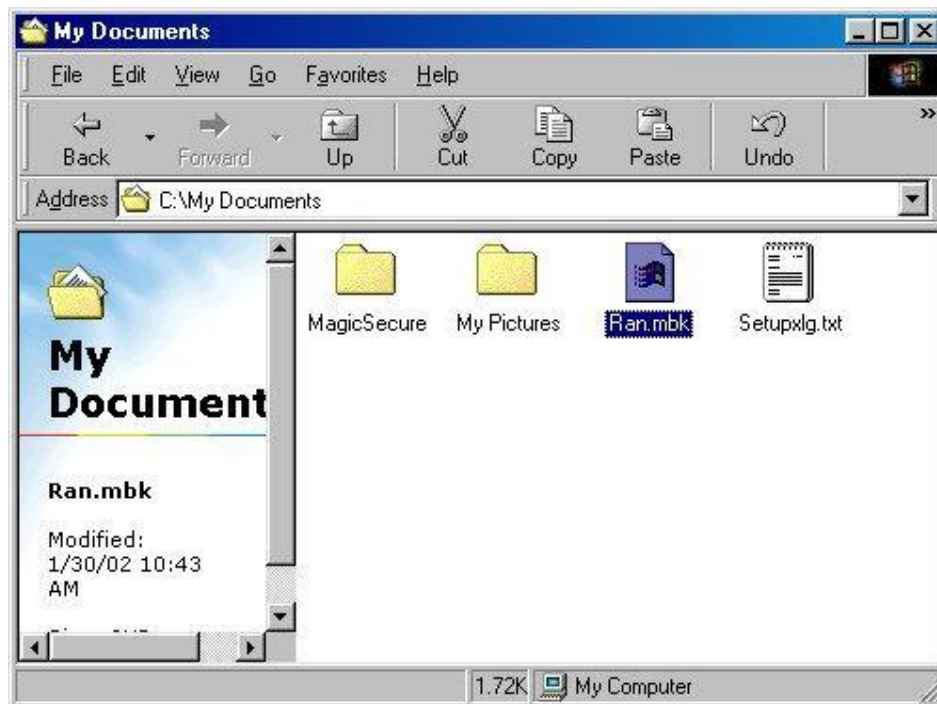 My Documents
File Edit View Go Favorites Help
Back Forward Up Cut Copy Paste Undo »
Address C:\My Documents
MagicSecure My Pictures Ran.mbk Setupxlg.txt
My
Document
Ran.mbk
Modified:
1/30/02 10:43
AM
1.72K My Computer